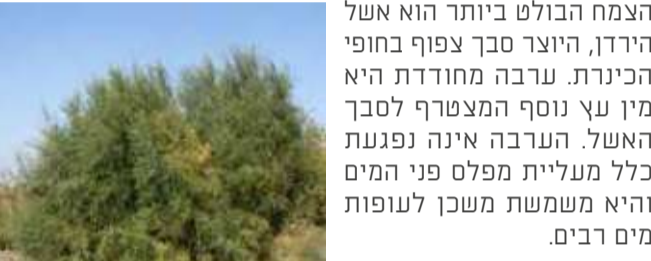 הצמח הבולט ביותר הוא אשל
הירדן, היוצר סבך צפוף בחופי
הכינרת. ערבה מחודדת היא
מין עץ נוסף המצטרף לסבך
האשל. הערבה אינה נפגעת
כלל מעליית מפלס פני המים
והיא משמשת משכן לעופות
מים רבים.